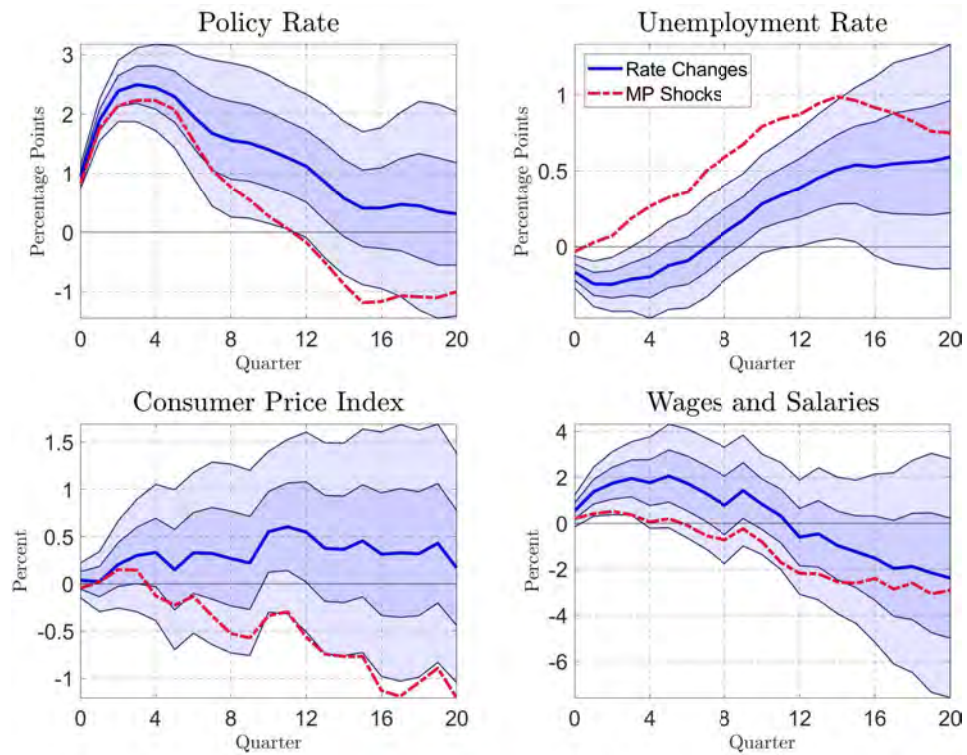 Policy Rate
Percentage Points
3
2
1
0
-1
0 4 8 12 16 20
Quarter
Unemployment Rate
Percentage Points
1
0.5
0
0 4 8 12 16 20
Quarter
Rate Changes
MP Shocks
Consumer Price Index
Percent
1.5
1
0.5
0
-0.5
-1
0 4 8 12 16 20
Quarter
Wages and Salaries
Percent
4
2
0
-2
-4
-6
0 4 8 12 16 20
Quarter